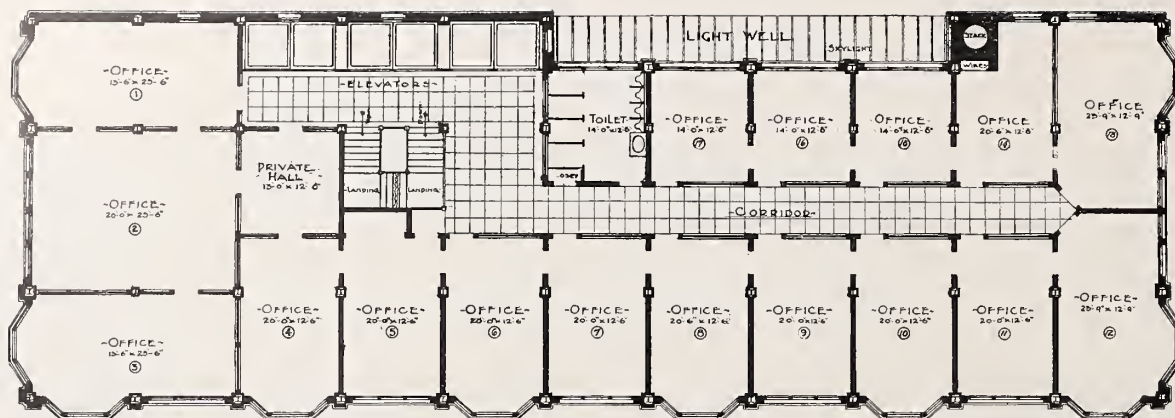 LIGHT WELL
SKYLIGHT
STACK
WIRES
-OFFICE-
15-6" x 25-6"
1
-ELEVATORS-
TOILET
14-0" x 12-6"
-OFFICE-
14-0" x 12-6"
17
-OFFICE-
14-0" x 12-6"
16
-OFFICE-
14-0" x 12-6"
15
OFFICE
20-6" x 12-6"
14
OFFICE
25-9" x 12-9"
13
PRIVATE
HALL
13-0" x 12-6"
LANDING
LANDING
-OFFICE-
20-0" x 25-6"
2
-CORRIDOR-
-OFFICE-
15-6" x 25-6"
3
-OFFICE-
20-0" x 12-6"
4
-OFFICE-
20-0" x 12-6"
5
-OFFICE-
20-0" x 12-6"
6
-OFFICE-
20-0" x 12-6"
7
-OFFICE-
20-6" x 12-6"
8
-OFFICE-
20-0" x 12-6"
9
-OFFICE-
20-0" x 12-6"
10
-OFFICE-
20-0" x 12-6"
11
-OFFICE-
25-9" x 12-9"
12